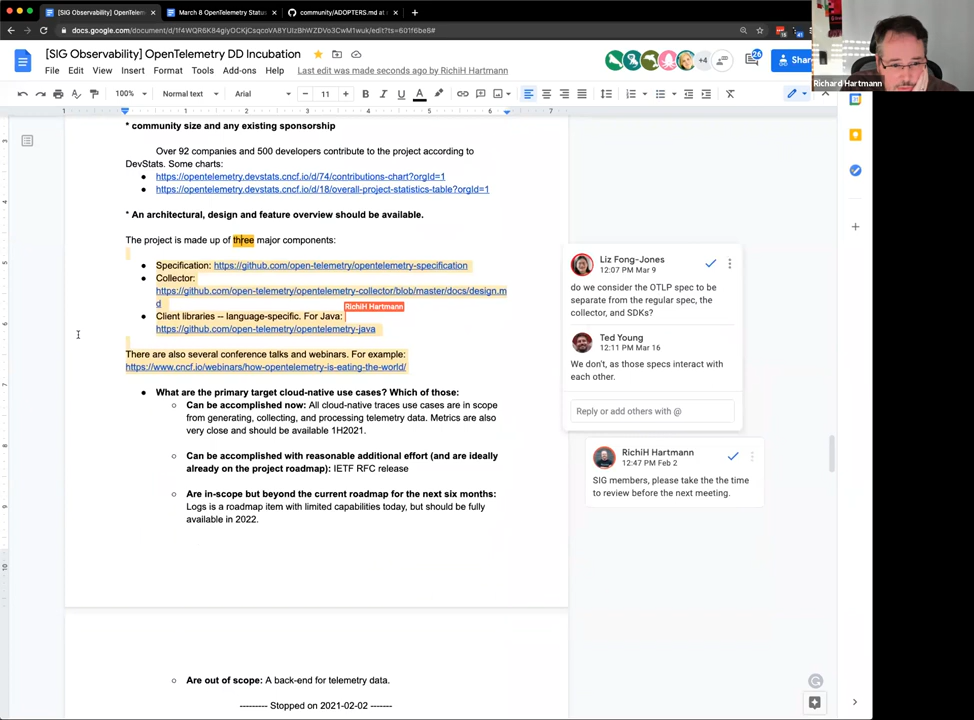 [SIG Observability] OpenTelem
March 8 OpenTelemetry Statu
community/ADOPTERS.md at
docs.google.com/document/d/1f4WQR6K84giyOCKjCsqcoVA8YUIzBhWZDVo3CwM1wuk/edit?ts=601f6be8#
[SIG Observability] OpenTelemetry DD Incubation
File Edit View Insert Format Tools Add-ons Help Last edit was made seconds ago by RichiH Hartmann
+4
26
Shar
Richard Hartmann
100% Normal text Arial 11 B I U A
* community size and any existing sponsorship
Over 92 companies and 500 developers contribute to the project according to
DevStats. Some charts:
● https://opentelemetry.devstats.cncf.io/d/74/contributions-chart?orgId=1
● https://opentelemetry.devstats.cncf.io/d/18/overall-project-statistics-table?orgId=1
* An architectural, design and feature overview should be available.
The project is made up of three major components:
● Specification: https://github.com/open-telemetry/opentelemetry-specification
● Collector:
https://github.com/open-telemetry/opentelemetry-collector/blob/master/docs/design.m
d
RichiH Hartmann
● Client libraries -- language-specific. For Java:
https://github.com/open-telemetry/opentelemetry-java
There are also several conference talks and webinars. For example:
https://www.cncf.io/webinars/how-opentelemetry-is-eating-the-world/
● What are the primary target cloud-native use cases? Which of those:
○ Can be accomplished now: All cloud-native traces use cases are in scope
from generating, collecting, and processing telemetry data. Metrics are also
very close and should be available 1H2021.
○ Can be accomplished with reasonable additional effort (and are ideally
already on the project roadmap): IETF RFC release
○ Are in-scope but beyond the current roadmap for the next six months:
Logs is a roadmap item with limited capabilities today, but should be fully
available in 2022.
○ Are out of scope: A back-end for telemetry data.
--------- Stopped on 2021-02-02 -------
Liz Fong-Jones
12:07 PM Mar 9
do we consider the OTLP spec to be
separate from the regular spec, the
collector, and SDKs?
Ted Young
12:11 PM Mar 16
We don't, as those specs interact with
each other.
Reply or add others with @
RichiH Hartmann
12:47 PM Feb 2
SIG members, please take the the time
to review before the next meeting.